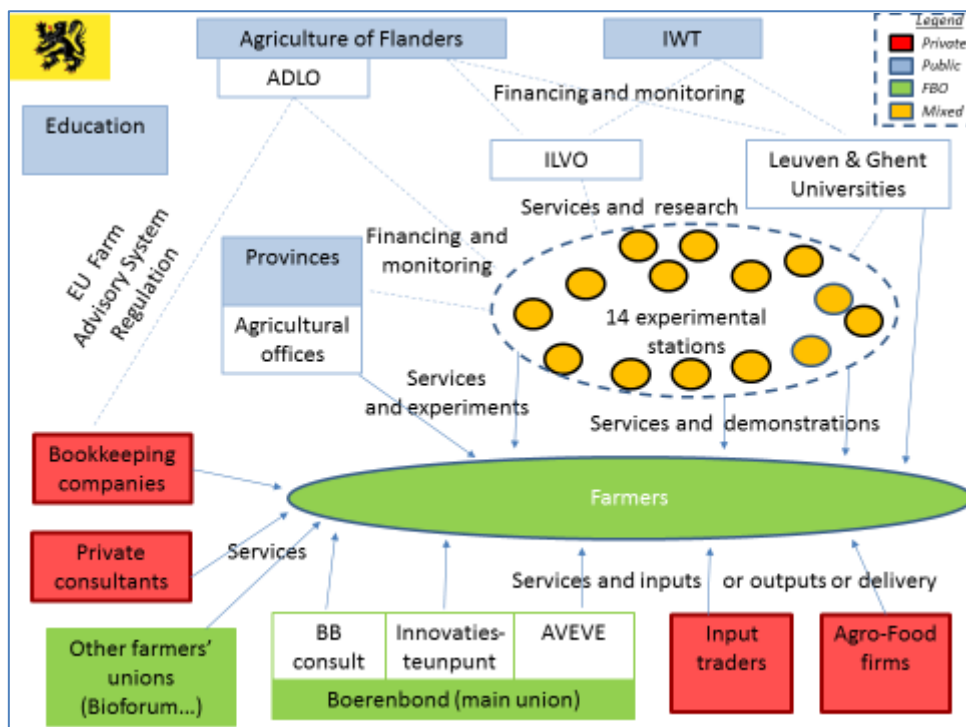 Agriculture of Flanders
ADLO
IWT
Legend
Private
Public
FBO
Mixed
Education
Financing and monitoring
ILVO
Leuven & Ghent
Universities
Services and research
EU Farm
Advisory System
Regulation
Provinces
Agricultural
offices
Financing and
monitoring
14 experimental
stations
Services
and experiments
Services and demonstrations
Bookkeeping
companies
Farmers
Private
consultants
Services
Services and inputs or outputs or delivery
Other farmers'
unions
(Bioforum...)
BB
consult
Innovaties-
teunpunt
AVEVE
Boerenbond (main union)
Input
traders
Agro-Food
firms